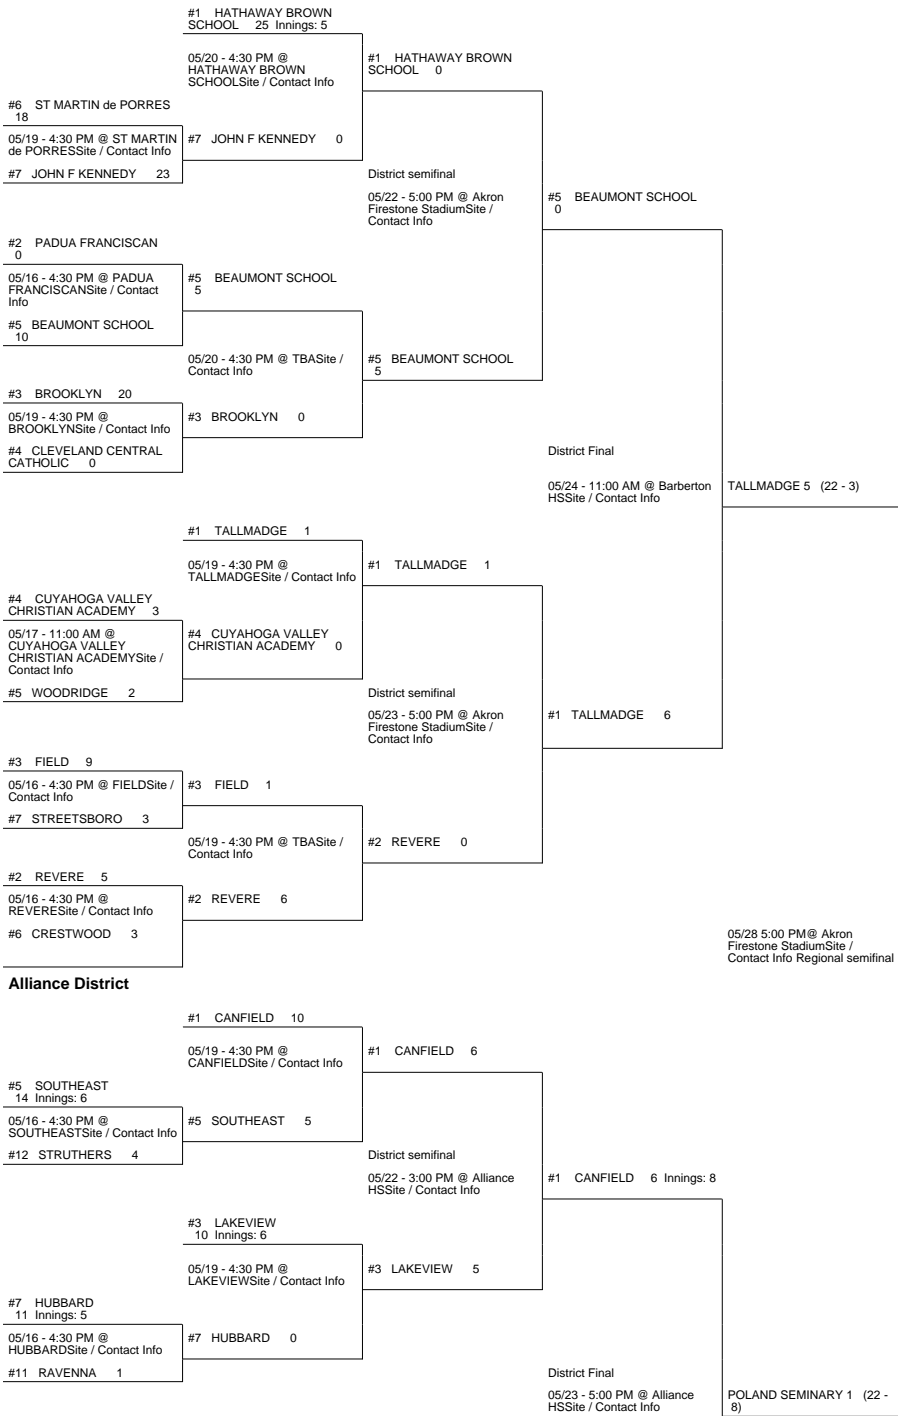 #1 HATHAWAY BROWN
SCHOOL 25 Innings: 5
05/20 - 4:30 PM @
HATHAWAY BROWN
SCHOOLSite / Contact Info
#1 HATHAWAY BROWN
SCHOOL 0
#6 ST MARTIN de PORRES
18
05/19 - 4:30 PM @ ST MARTIN
de PORRESSite / Contact Info
#7 JOHN F KENNEDY 0
#7 JOHN F KENNEDY 23
District semifinal
05/22 - 5:00 PM @ Akron
Firestone StadiumSite /
Contact Info
#5 BEAUMONT SCHOOL
0
#2 PADUA FRANCISCAN
0
05/16 - 4:30 PM @ PADUA
FRANCISCANSite / Contact
Info
#5 BEAUMONT SCHOOL
5
#5 BEAUMONT SCHOOL
10
05/20 - 4:30 PM @ TBASite /
Contact Info
#5 BEAUMONT SCHOOL
5
#3 BROOKLYN 20
05/19 - 4:30 PM @
BROOKLYNSite / Contact Info
#3 BROOKLYN 0
#4 CLEVELAND CENTRAL
CATHOLIC 0
District Final
05/24 - 11:00 AM @ Barberton
HSSite / Contact Info
TALLMADGE 5 (22 - 3)
#1 TALLMADGE 1
05/19 - 4:30 PM @
TALLMADGESite / Contact Info
#1 TALLMADGE 1
#4 CUYAHOGA VALLEY
CHRISTIAN ACADEMY 3
05/17 - 11:00 AM @
CUYAHOGA VALLEY
CHRISTIAN ACADEMYSite /
Contact Info
#4 CUYAHOGA VALLEY
CHRISTIAN ACADEMY 0
#5 WOODRIDGE 2
District semifinal
05/23 - 5:00 PM @ Akron
Firestone StadiumSite /
Contact Info
#1 TALLMADGE 6
#3 FIELD 9
05/16 - 4:30 PM @ FIELDSite /
Contact Info
#3 FIELD 1
#7 STREETSBORO 3
05/19 - 4:30 PM @ TBASite /
Contact Info
#2 REVERE 0
#2 REVERE 5
05/16 - 4:30 PM @
REVERESite / Contact Info
#2 REVERE 6
#6 CRESTWOOD 3
05/28 5:00 PM@ Akron
Firestone StadiumSite /
Contact Info Regional semifinal
Alliance District
#1 CANFIELD 10
05/19 - 4:30 PM @
CANFIELDSite / Contact Info
#1 CANFIELD 6
#5 SOUTHEAST
14 Innings: 6
05/16 - 4:30 PM @
SOUTHEASTSite / Contact Info
#5 SOUTHEAST 5
#12 STRUTHERS 4
District semifinal
05/22 - 3:00 PM @ Alliance
HSSite / Contact Info
#1 CANFIELD 6 Innings: 8
#3 LAKEVIEW
10 Innings: 6
05/19 - 4:30 PM @
LAKEVIEWSite / Contact Info
#3 LAKEVIEW 5
#7 HUBBARD
11 Innings: 5
05/16 - 4:30 PM @
HUBBARDSite / Contact Info
#7 HUBBARD 0
#11 RAVENNA 1
District Final
05/23 - 5:00 PM @ Alliance
HSSite / Contact Info
POLAND SEMINARY 1 (22 -
8)